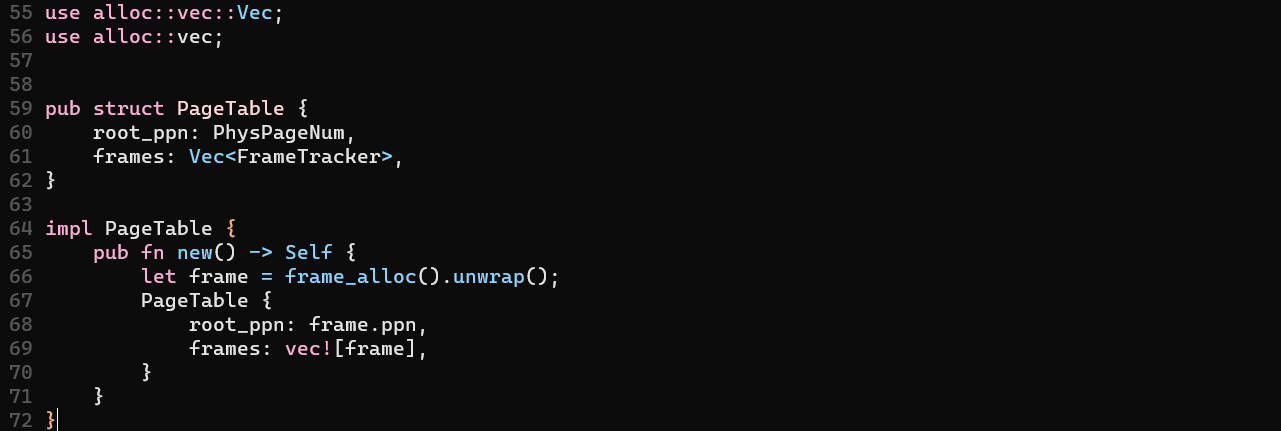 55 use alloc::vec::Vec;
56 use alloc::vec;
57
58
59 pub struct PageTable {
60     root_ppn: PhysPageNum,
61     frames: Vec<FrameTracker>,
62 }
63
64 impl PageTable {
65     pub fn new() -> Self {
66         let frame = frame_alloc().unwrap();
67         PageTable {
68             root_ppn: frame.ppn,
69             frames: vec![frame],
70         }
71     }
72 }